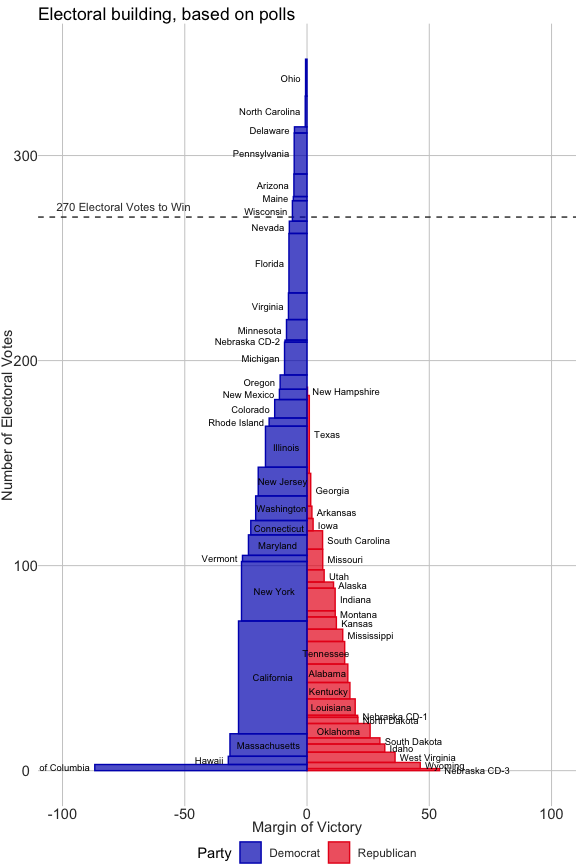 Electoral building, based on polls
Ohio
North Carolina
Delaware
300
Pennsylvania
Arizona
Maine
270 Electoral Votes to Win
Wisconsin
Nevada
Florida
Virginia
Minnesota
Nebraska CD-2
200
Michigan
Oregon
New Mexico
New Hampshire
Colorado
Rhode Island
Texas
Illinois
New Jersey
Georgia
Washington
Arkansas
Connecticut
Iowa
Maryland
South Carolina
Vermont
Missouri
100
Utah
Alaska
New York
Indiana
Montana
Kansas
Mississippi
Tennessee
California
Alabama
Kentucky
Louisiana
Nebraska CD-1
North Dakota
Oklahoma
Massachusetts
South Dakota
Idaho
Hawaii
West Virginia
Wyoming
of Columbia
Nebraska CD-3
0
Number of Electoral Votes
-100 -50 0 50 100
Margin of Victory
Party Democrat Republican